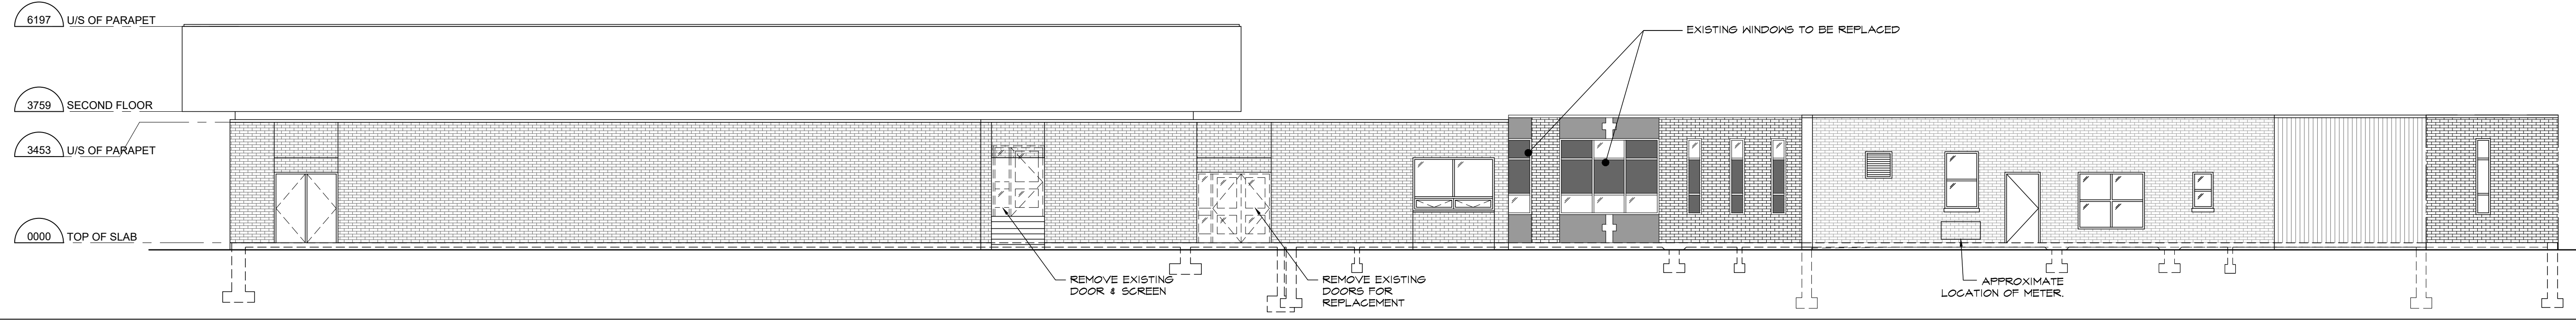 6197 U/S OF PARAPET
EXISTING WINDOWS TO BE REPLACED
3759 SECOND FLOOR
3453 U/S OF PARAPET
0000 TOP OF SLAB
REMOVE EXISTING
DOOR & SCREEN
REMOVE EXISTING
DOORS FOR
REPLACEMENT
APPROXIMATE
LOCATION OF METER.